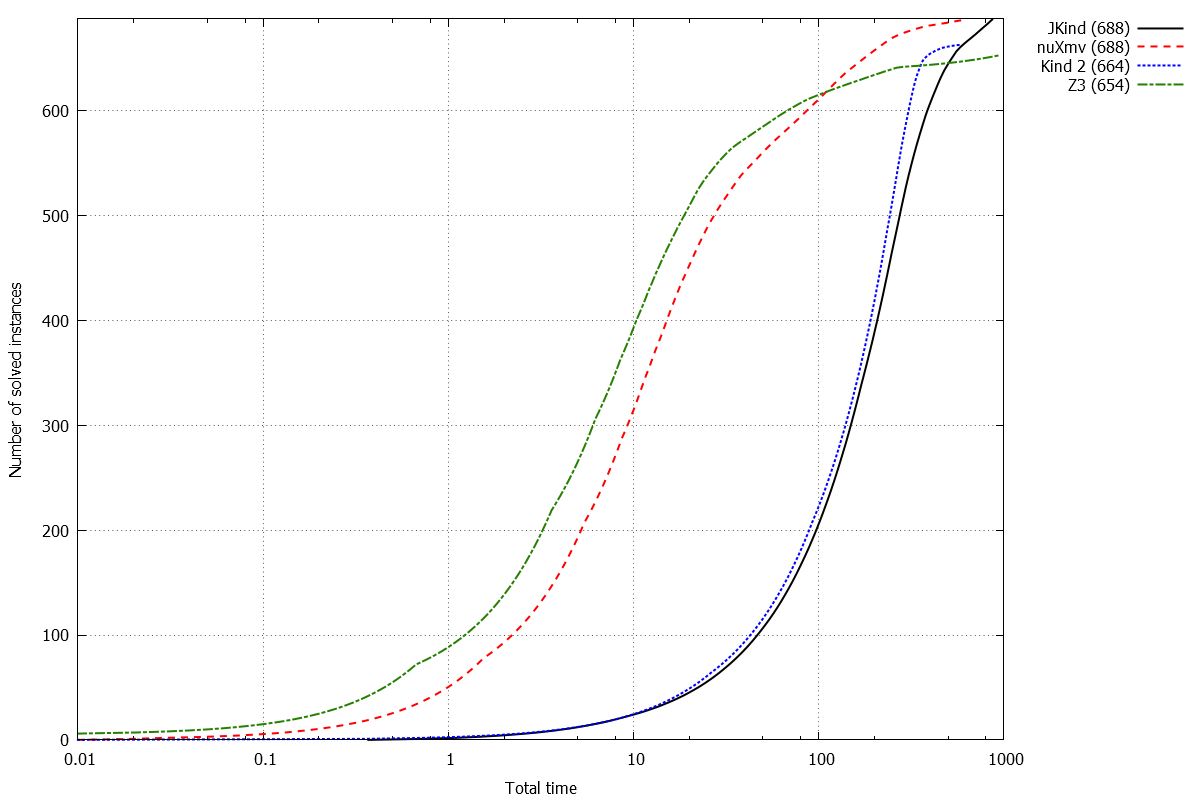 JKind (688)
nuXmv (688)
Kind 2 (664)
Z3 (654)
600
500
400
300
200
100
0
0.01 0.1 1 10 100 1000
Number of solved instances
Total time